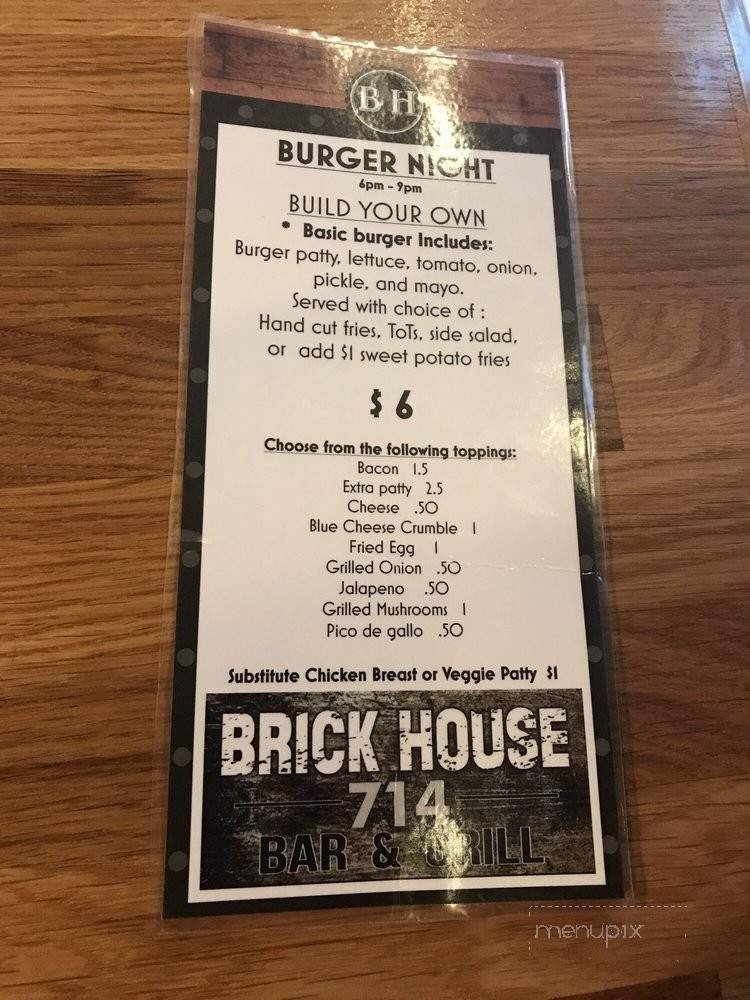 BH
BURGER NIGHT
6pm - 9pm
BUILD YOUR OWN
* Basic burger Includes:
Burger patty, lettuce, tomato, onion,
pickle, and mayo.
Served with choice of :
Hand cut fries, ToTs, side salad,
or add $1 sweet potato fries
$ 6
Choose from the following toppings:
Bacon 1.5
Extra patty 2.5
Cheese .50
Blue Cheese Crumble 1
Fried Egg 1
Grilled Onion .50
Jalapeno .50
Grilled Mushrooms 1
Pico de gallo .50
Substitute Chicken Breast or Veggie Patty $1
BRICK HOUSE
714
BAR & GRILL
menupix